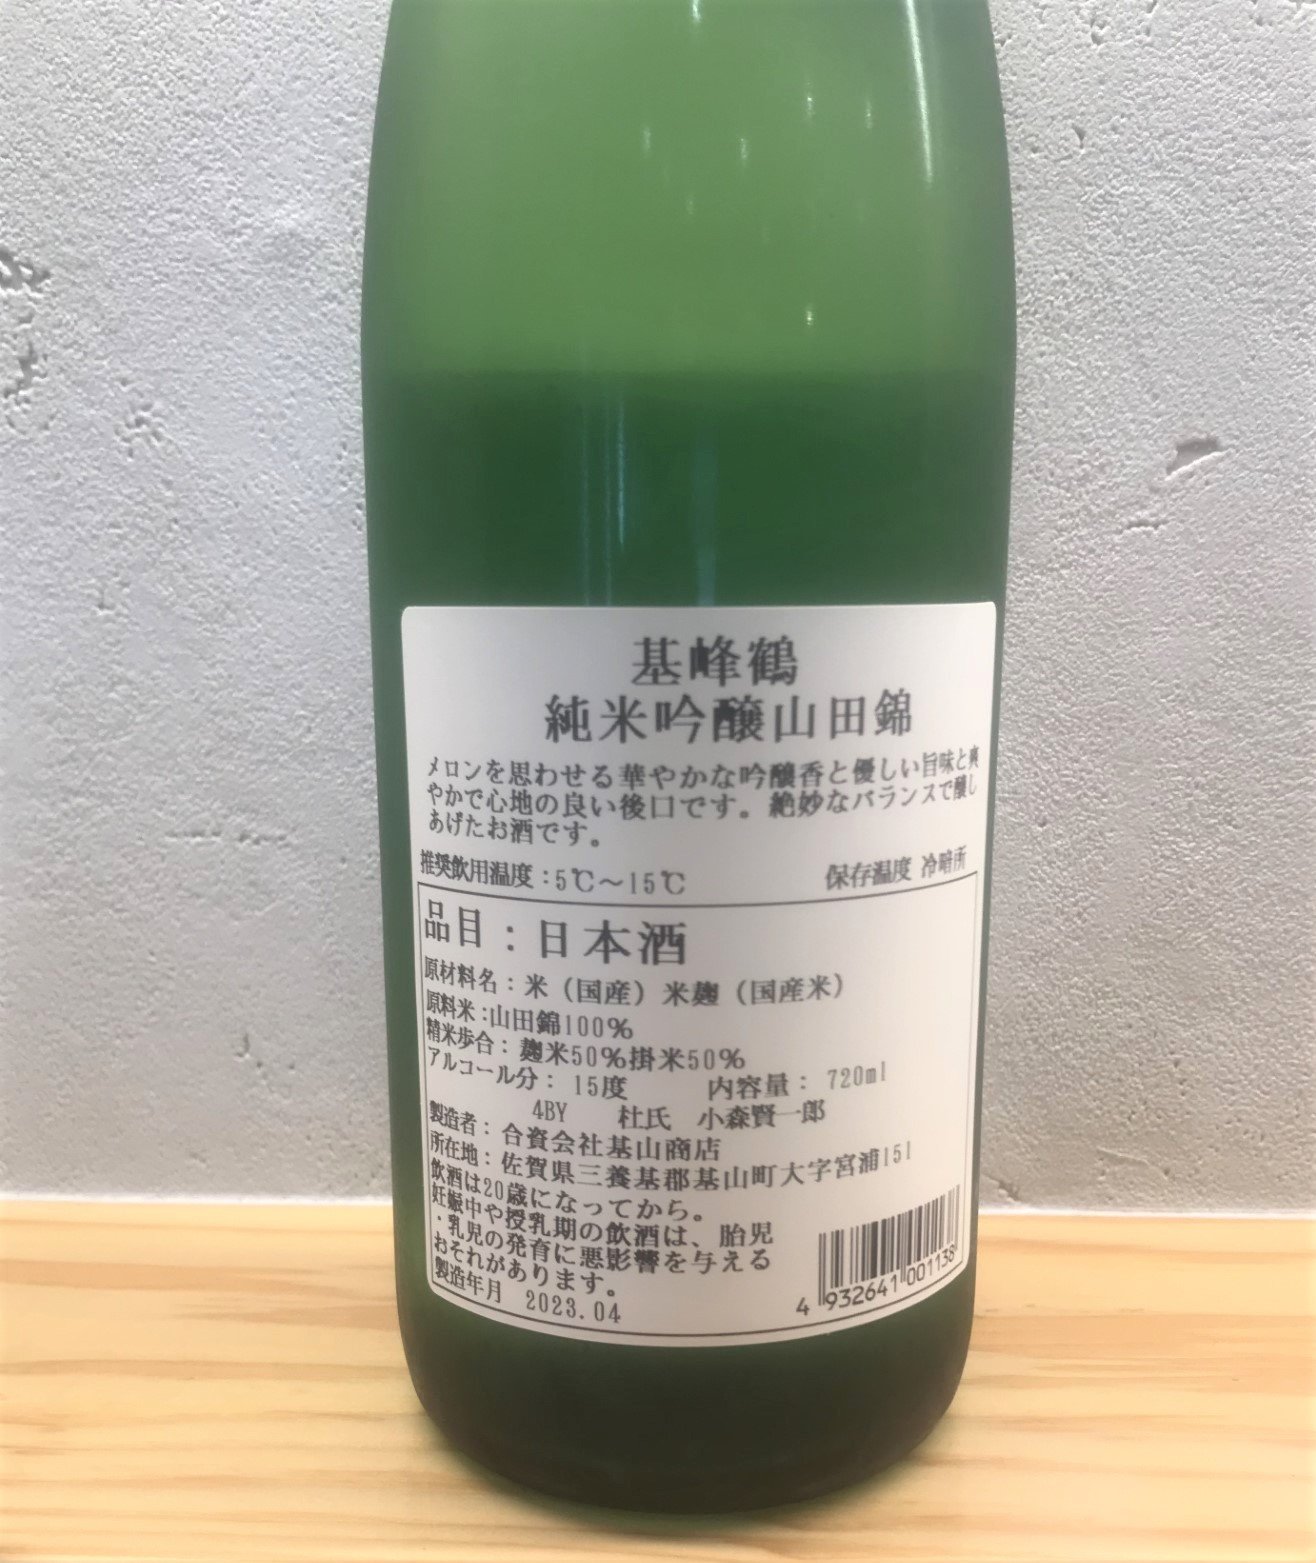 基峰鶴
純米吟醸山田錦
メロンを思わせる華やかな吟醸香と優しい旨味と爽
やかで心地の良い後口です。絶妙なバランスで醸し
あげたお酒です。
推奨飲用温度：5℃～15℃ 保存温度 冷暗所
品目：日本酒
原材料名：米（国産）米麹（国産米）
原料米：山田錦100%
精米歩合：麹米50%掛米50%
アルコール分：15度 内容量：720ml
4BY 杜氏 小森賢一郎
製造者：合資会社基山商店
所在地：佐賀県三養基郡基山町大字宮浦151
飲酒は20歳になってから。
妊娠中や授乳期の飲酒は、胎児
・乳児の発育に悪影響を与える
おそれがあります。
製造年月 2023.04
4 932641 001138